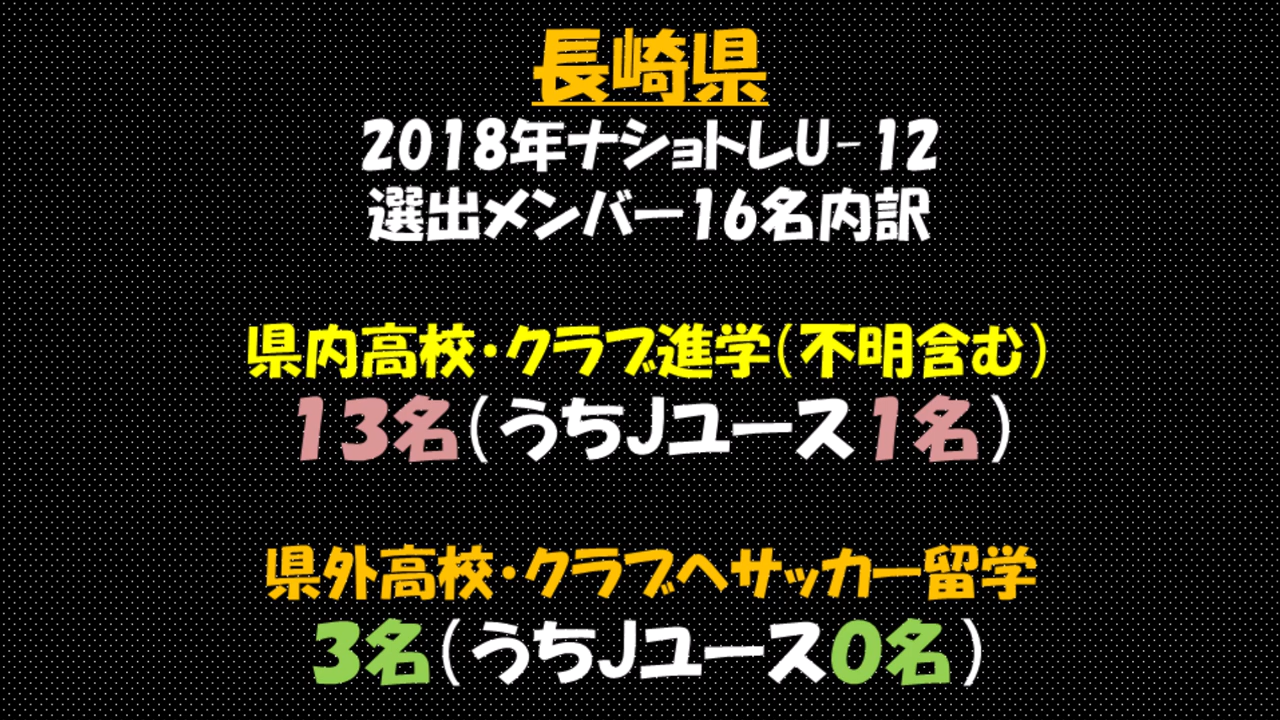 長崎県
2018年ナショトレU-12
選出メンバー16名内訳
県内高校・クラブ進学(不明含む)
13名(うちJユース1名)
県外高校・クラブへサッカー留学
3名(うちJユース0名)